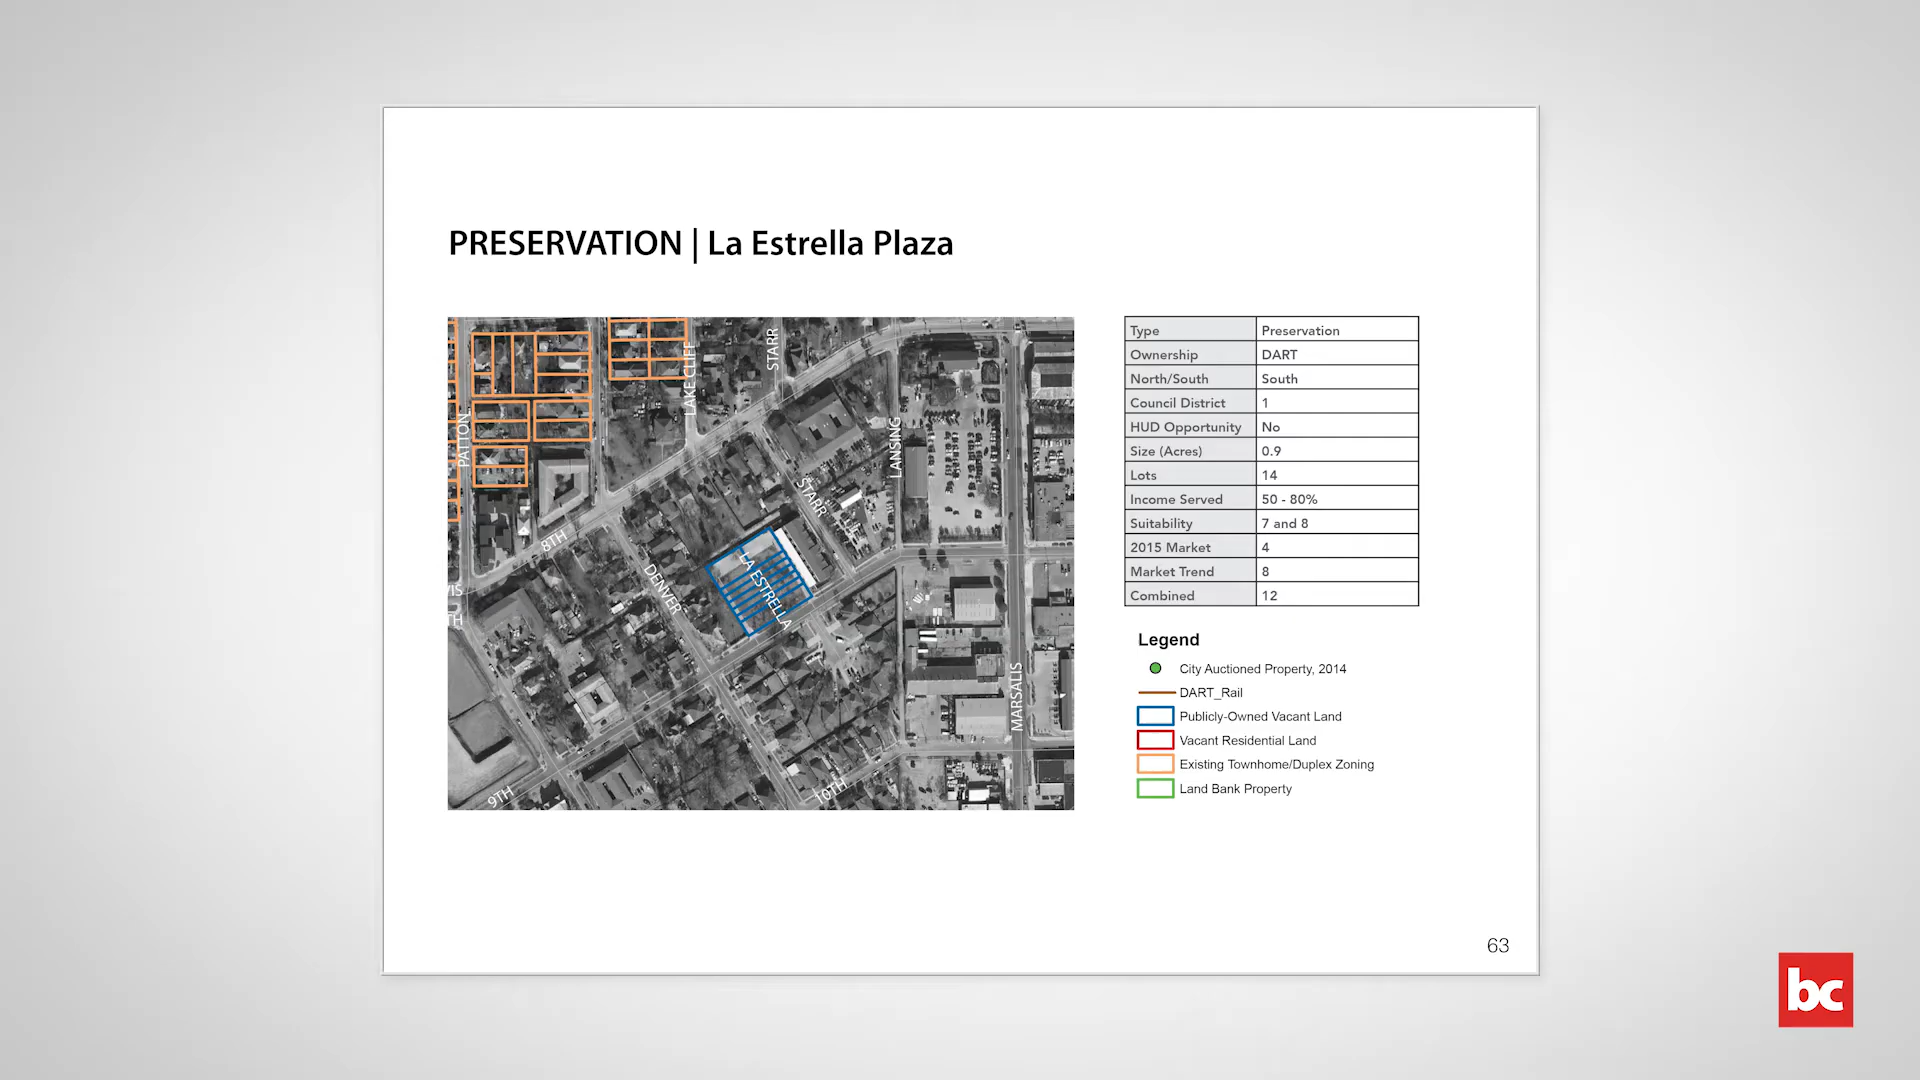 PRESERVATION | La Estrella Plaza
STARR
LAKE CLIFF
PATTON
LANSING
STARR
8TH
LA ESTRELLA
DENVER
VIS
TH
MARSALIS
9TH
10TH
Type Preservation
Ownership DART
North/South South
Council District 1
HUD Opportunity No
Size (Acres) 0.9
Lots 14
Income Served 50 - 80%
Suitability 7 and 8
2015 Market 4
Market Trend 8
Combined 12
Legend
City Auctioned Property, 2014
DART_Rail
Publicly-Owned Vacant Land
Vacant Residential Land
Existing Townhome/Duplex Zoning
Land Bank Property
63
bc